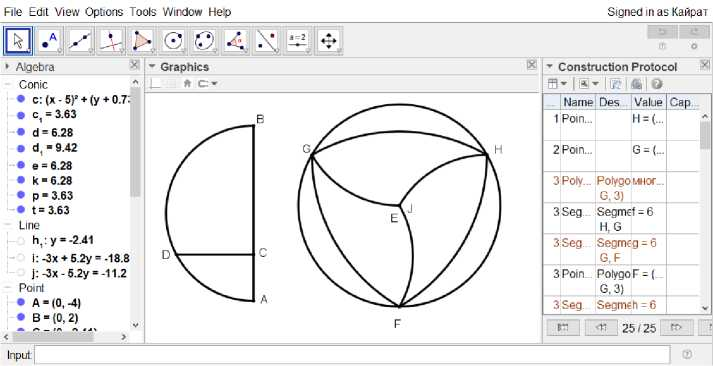 File Edit View Options Tools Window Help Signed in as Кайрат
A
a=2
Algebra
Graphics
Construction Protocol
Conic
c: (x - 5)² + (y + 0.73
c₁ = 3.63
d = 6.28
d₁ = 9.42
e = 6.28
k = 6.28
p = 3.63
t = 3.63
Line
h₁: y = -2.41
i: -3x + 5.2y = -18.8
j: -3x - 5.2y = -11.2
Point
A = (0, -4)
B = (0, 2)
B
D
C
A
G
H
E
J
F
... Name Des... Value Cap...
1 Poin... H = (...
2 Poin... G = (...
3 Poly... Polygo мног...
G, 3)
3 Seg... Segme f = 6
H, G
3 Seg... Segme g = 6
G, F
3 Poin... Polygo F = (...
G, 3)
3 Seg... Segme h = 6
25 / 25
Input: